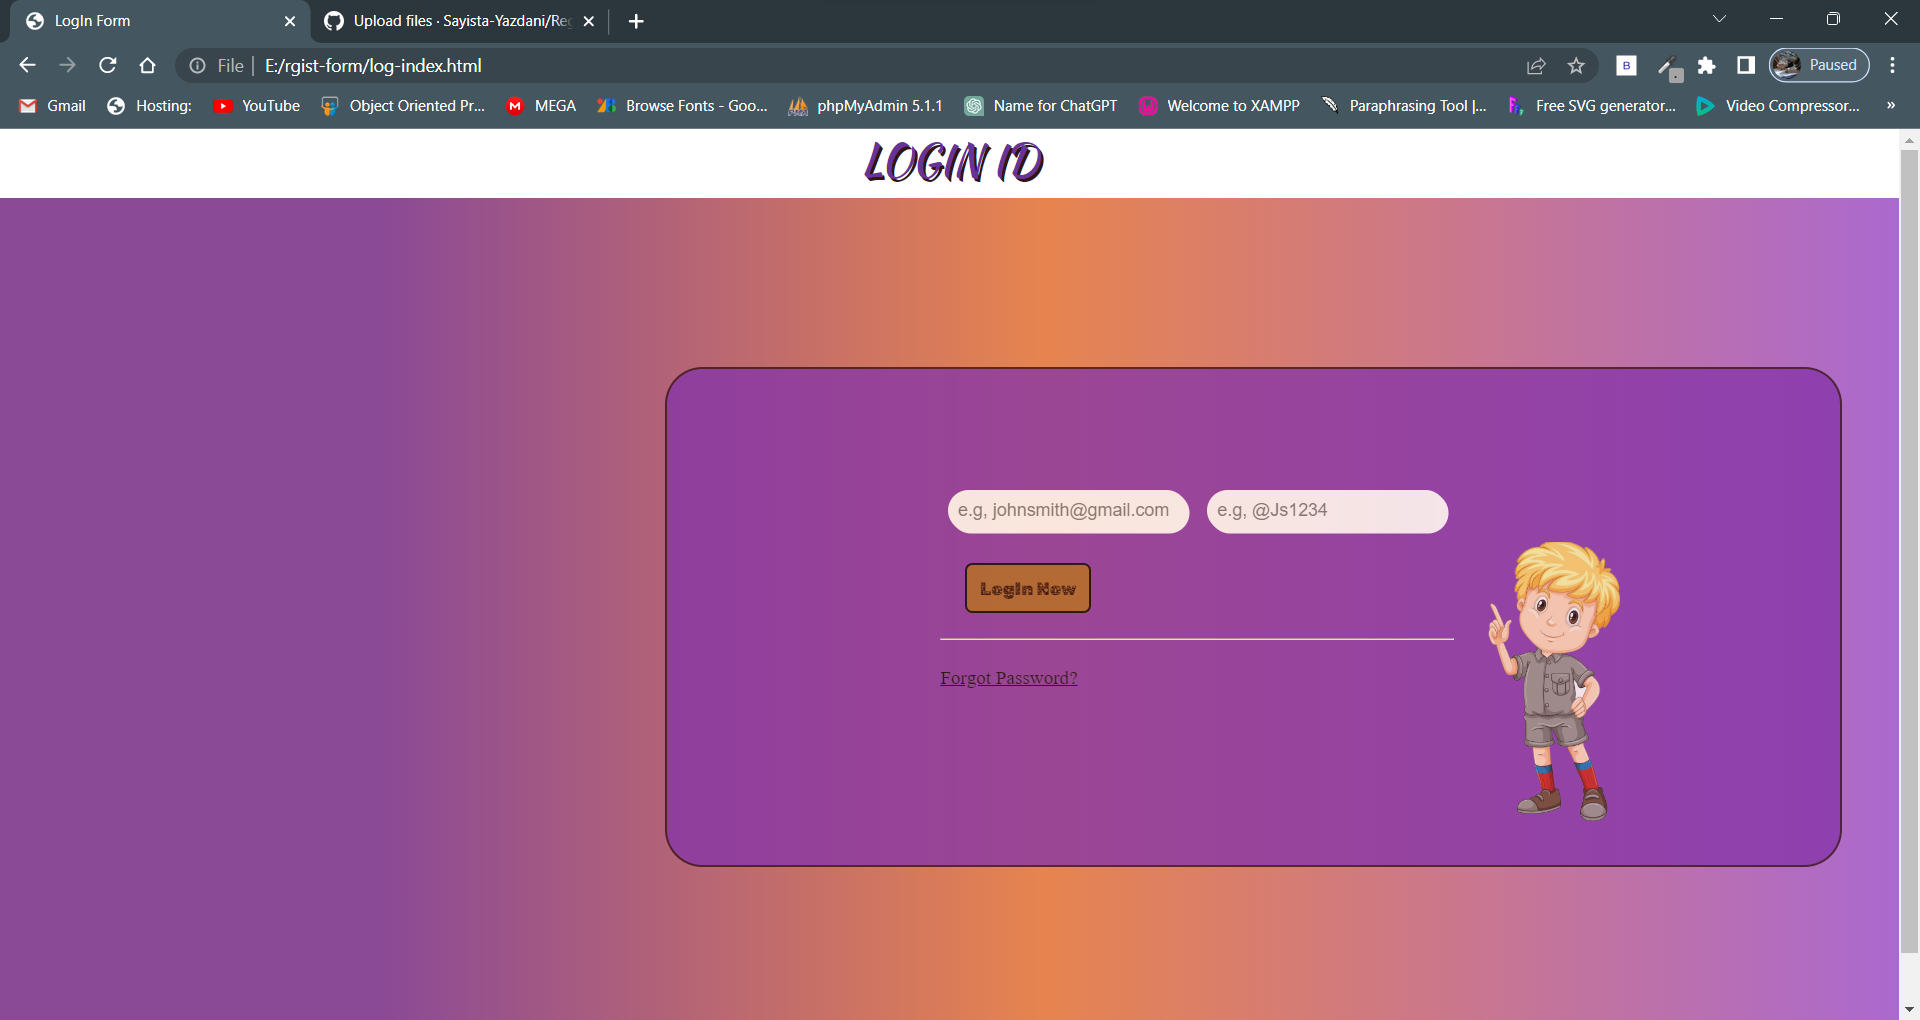 LogIn Form
Upload files · Sayista-Yazdani/Re
File
E:/rgist-form/log-index.html
B
Paused
Gmail
Hosting:
YouTube
Object Oriented Pr...
M
MEGA
Browse Fonts - Goo...
phpMyAdmin 5.1.1
Name for ChatGPT
Welcome to XAMPP
Paraphrasing Tool |...
Free SVG generator...
Video Compressor...
»
LOGIN ID
e.g, johnsmith@gmail.com
e.g, @Js1234
LogIn Now
Forgot Password?